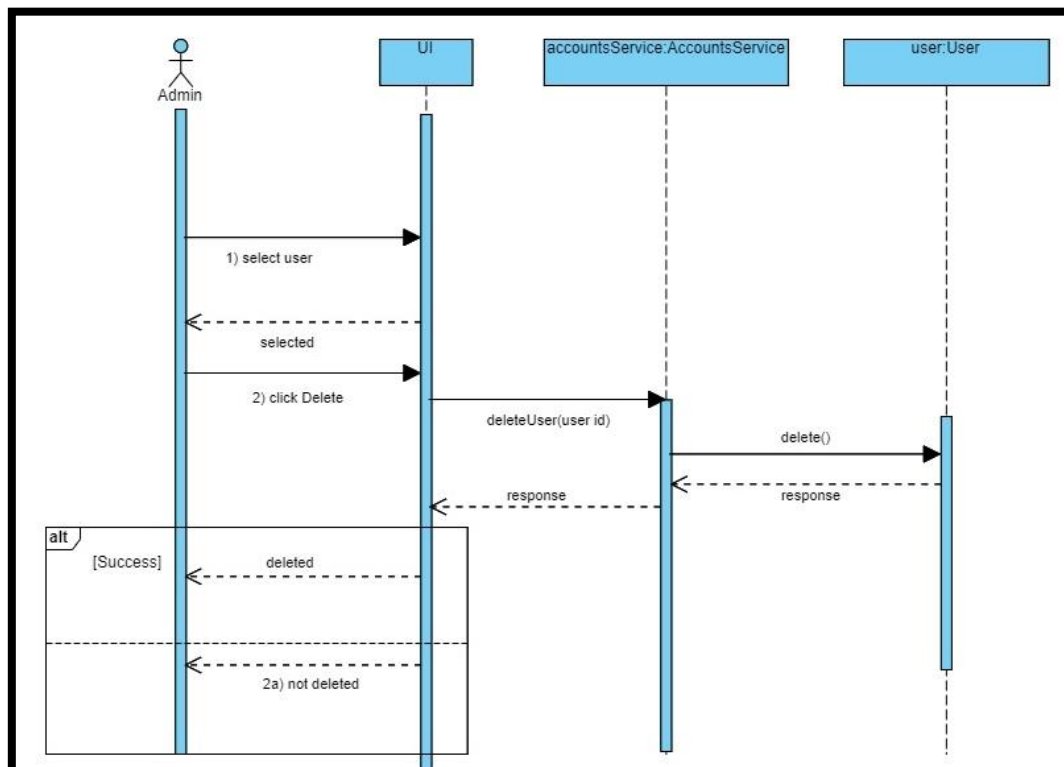 UI
accountsService:AccountsService
user:User
Admin
1) select user
selected
2) click Delete
deleteUser(user id)
delete()
response
response
alt
[Success]
deleted
2a) not deleted